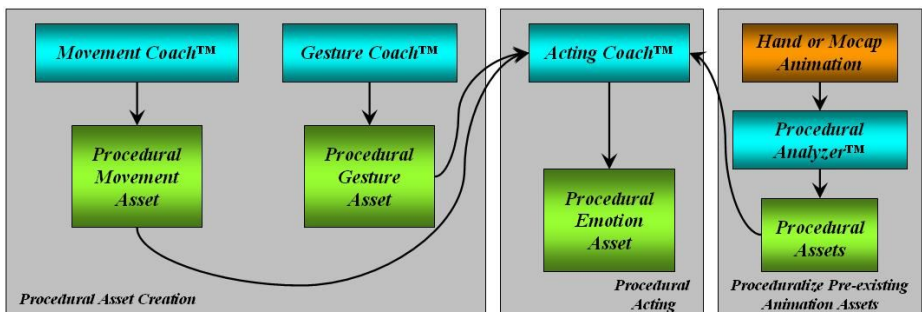 Movement Coach™
Gesture Coach™
Procedural
Movement
Asset
Procedural
Gesture
Asset
Procedural Asset Creation
Acting Coach™
Procedural
Emotion
Asset
Procedural
Acting
Hand or Mocap
Animation
Procedural
Analyzer™
Procedural
Assets
Proceduralize Pre-existing
Animation Assets